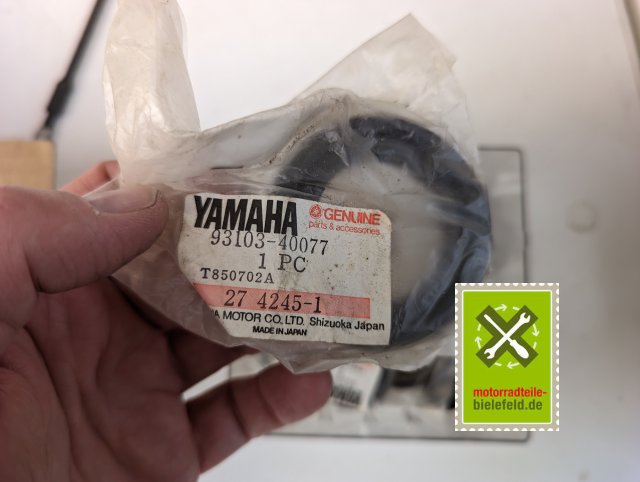 YAMAHA
GENUINE
parts & accessories
93103-40077
1 PC
T850702A
27 4245-1
MOTOR CO., LTD. Shizuoka Japan
MADE IN JAPAN
motorradteile-
bielefeld.de